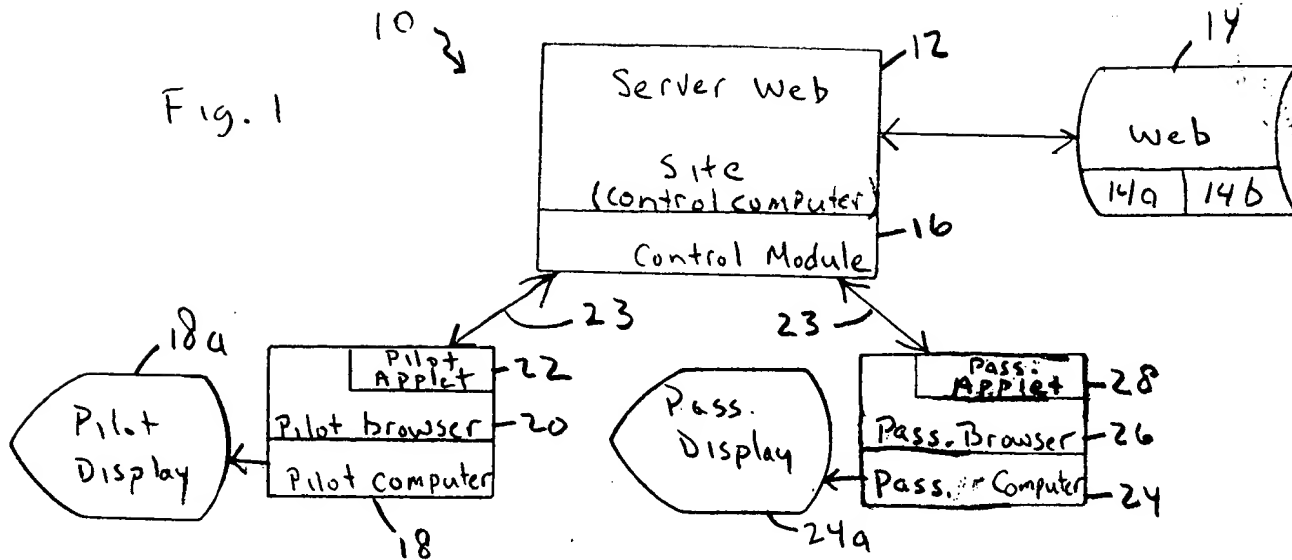 10
Fig. 1
12
Server Web
Site
(Control computer)
16
Control Module
14
Web
14a 14b
23
23
18a
Pilot
Display
Pilot
Applet
22
Pilot browser
20
Pilot Computer
18
Pass.
Display
24a
Pass.
Applet
28
Pass. Browser
26
Pass. Computer
24